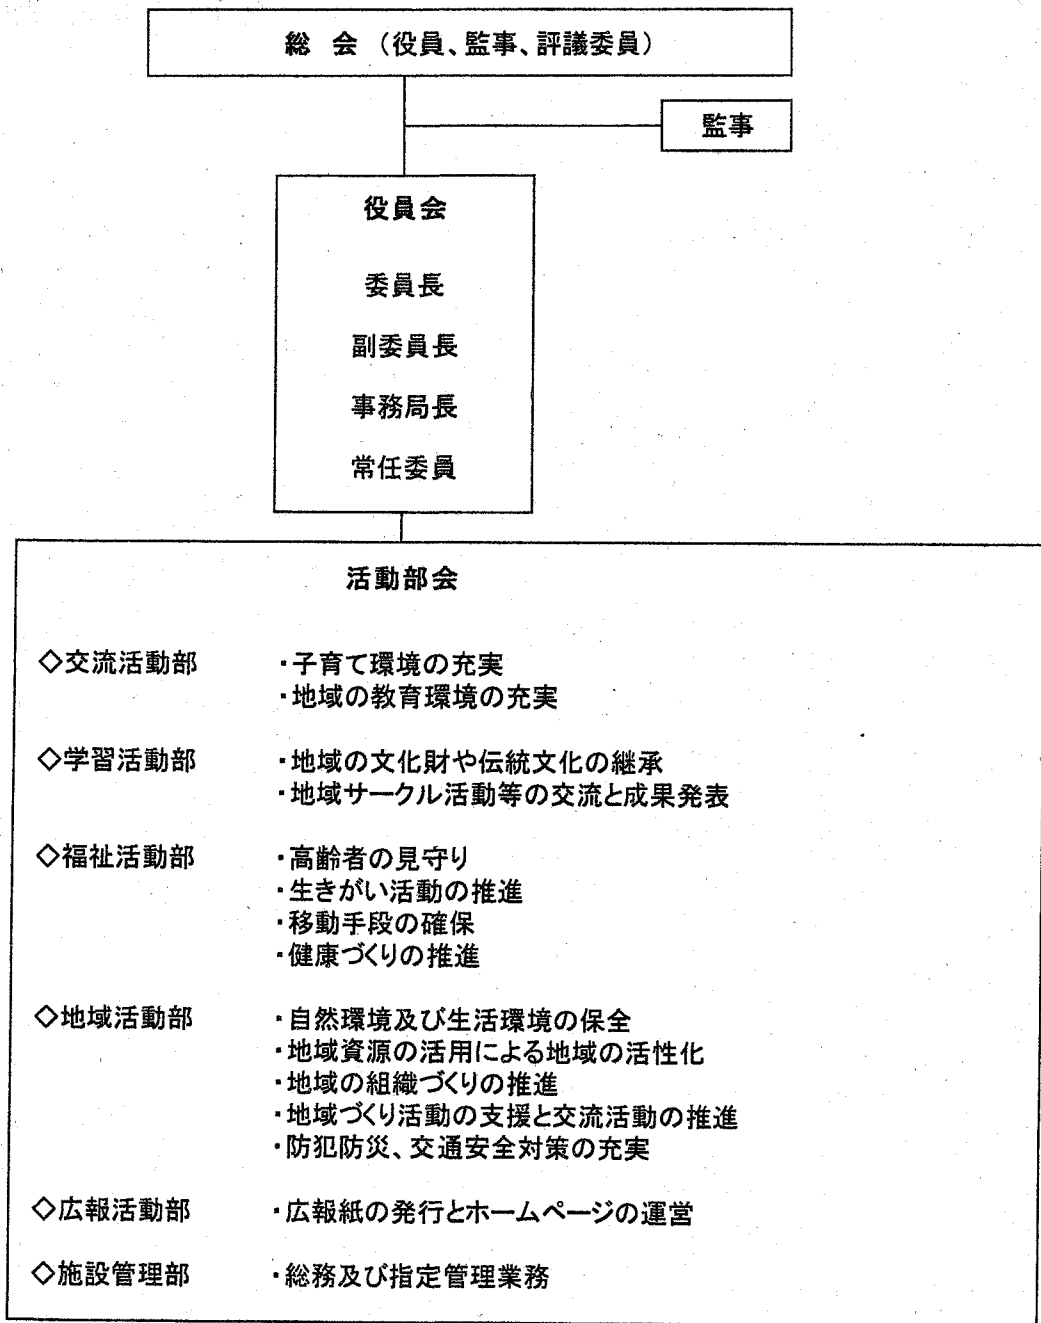 総 会 （役員、監事、評議委員）
監事
役員会
委員長
副委員長
事務局長
常任委員
活動部会
◇交流活動部 ・子育て環境の充実
・地域の教育環境の充実
◇学習活動部 ・地域の文化財や伝統文化の継承
・地域サークル活動等の交流と成果発表
◇福祉活動部 ・高齢者の見守り
・生きがい活動の推進
・移動手段の確保
・健康づくりの推進
◇地域活動部 ・自然環境及び生活環境の保全
・地域資源の活用による地域の活性化
・地域の組織づくりの推進
・地域づくり活動の支援と交流活動の推進
・防犯防災、交通安全対策の充実
◇広報活動部 ・広報紙の発行とホームページの運営
◇施設管理部 ・総務及び指定管理業務